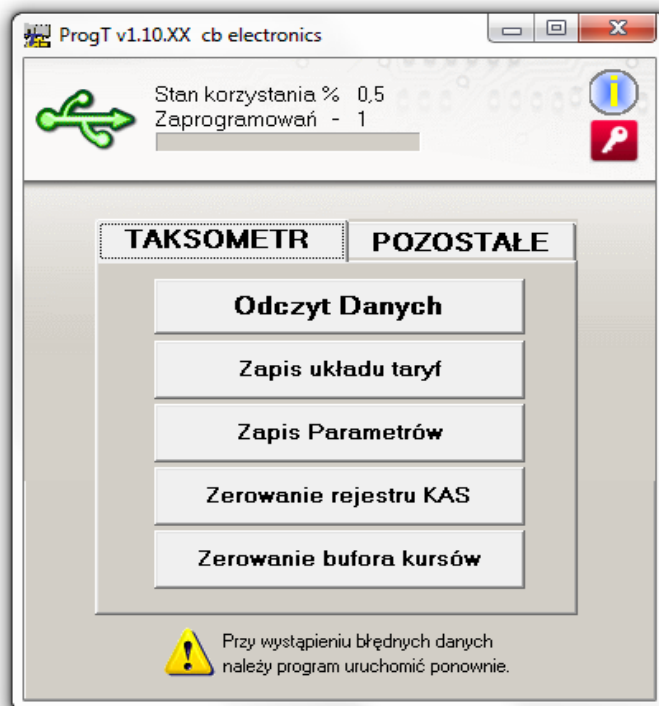 ProgT v1.10.XX cb electronics
Stan korzystania % 0,5
Zaprogramowań - 1
TAKSOMETR
POZOSTAŁE
Odczyt Danych
Zapis układu taryf
Zapis Parametrów
Zerowanie rejestru KAS
Zerowanie bufora kursów
Przy wystąpieniu błędnych danych
należy program uruchomić ponownie.